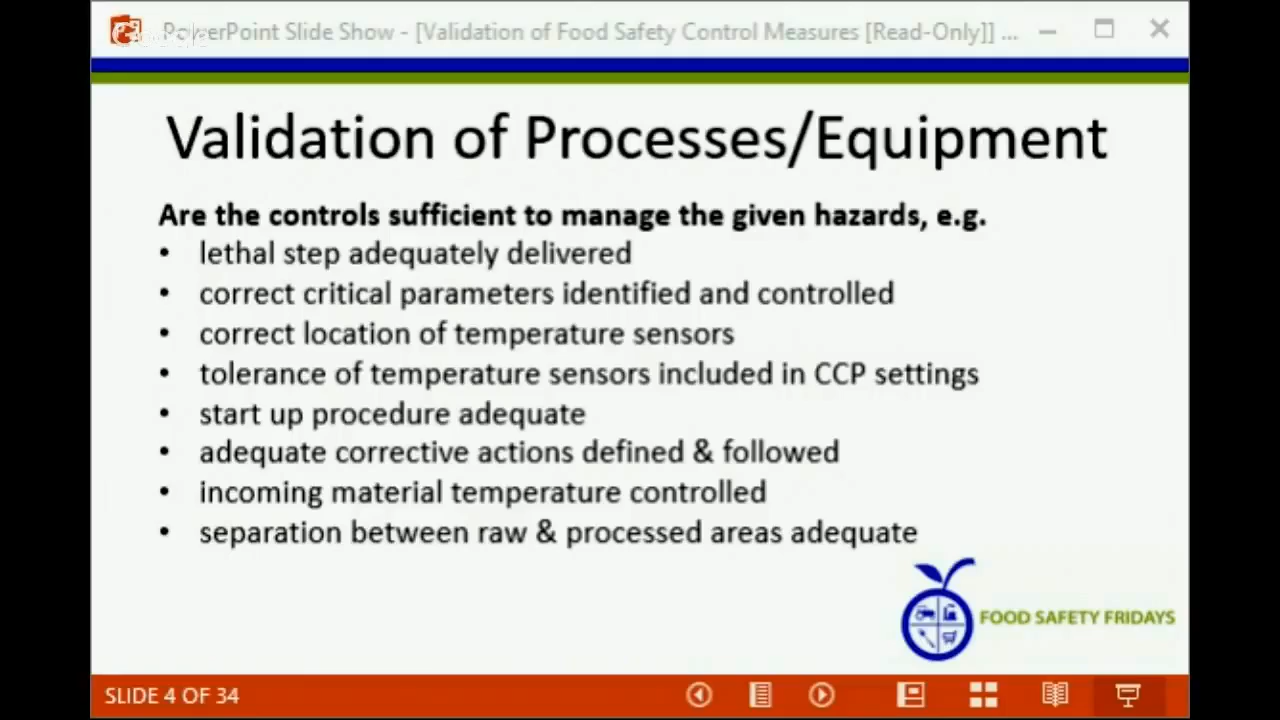 PowerPoint Slide Show - [Validation of Food Safety Control Measures [Read-Only]] ...
Validation of Processes/Equipment
Are the controls sufficient to manage the given hazards, e.g.
• lethal step adequately delivered
• correct critical parameters identified and controlled
• correct location of temperature sensors
• tolerance of temperature sensors included in CCP settings
• start up procedure adequate
• adequate corrective actions defined & followed
• incoming material temperature controlled
• separation between raw & processed areas adequate
FOOD SAFETY FRIDAYS
SLIDE 4 OF 34